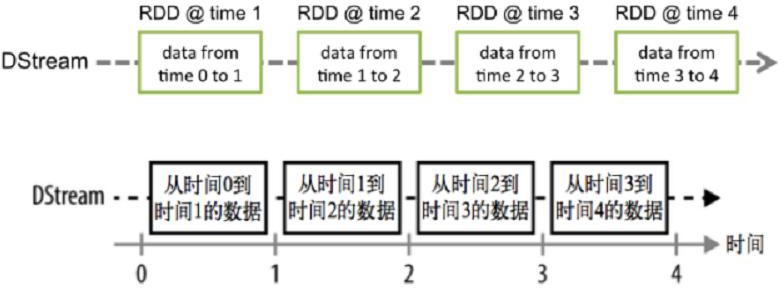 RDD @ time 1 RDD @ time 2 RDD @ time 3 RDD @ time 4
DStream data from data from data from data from
time 0 to 1 time 1 to 2 time 2 to 3 time 3 to 4
从时间0到 从时间1到 从时间2到 从时间3到
DStream 时间1的数据 时间2的数据 时间3的数据 时间4的数据
时间
0 1 2 3 4